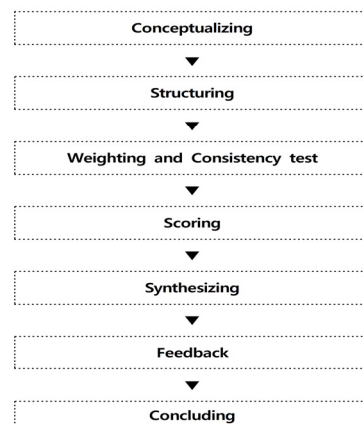 Conceptualizing
Structuring
Weighting and Consistency test
Scoring
Synthesizing
Feedback
Concluding